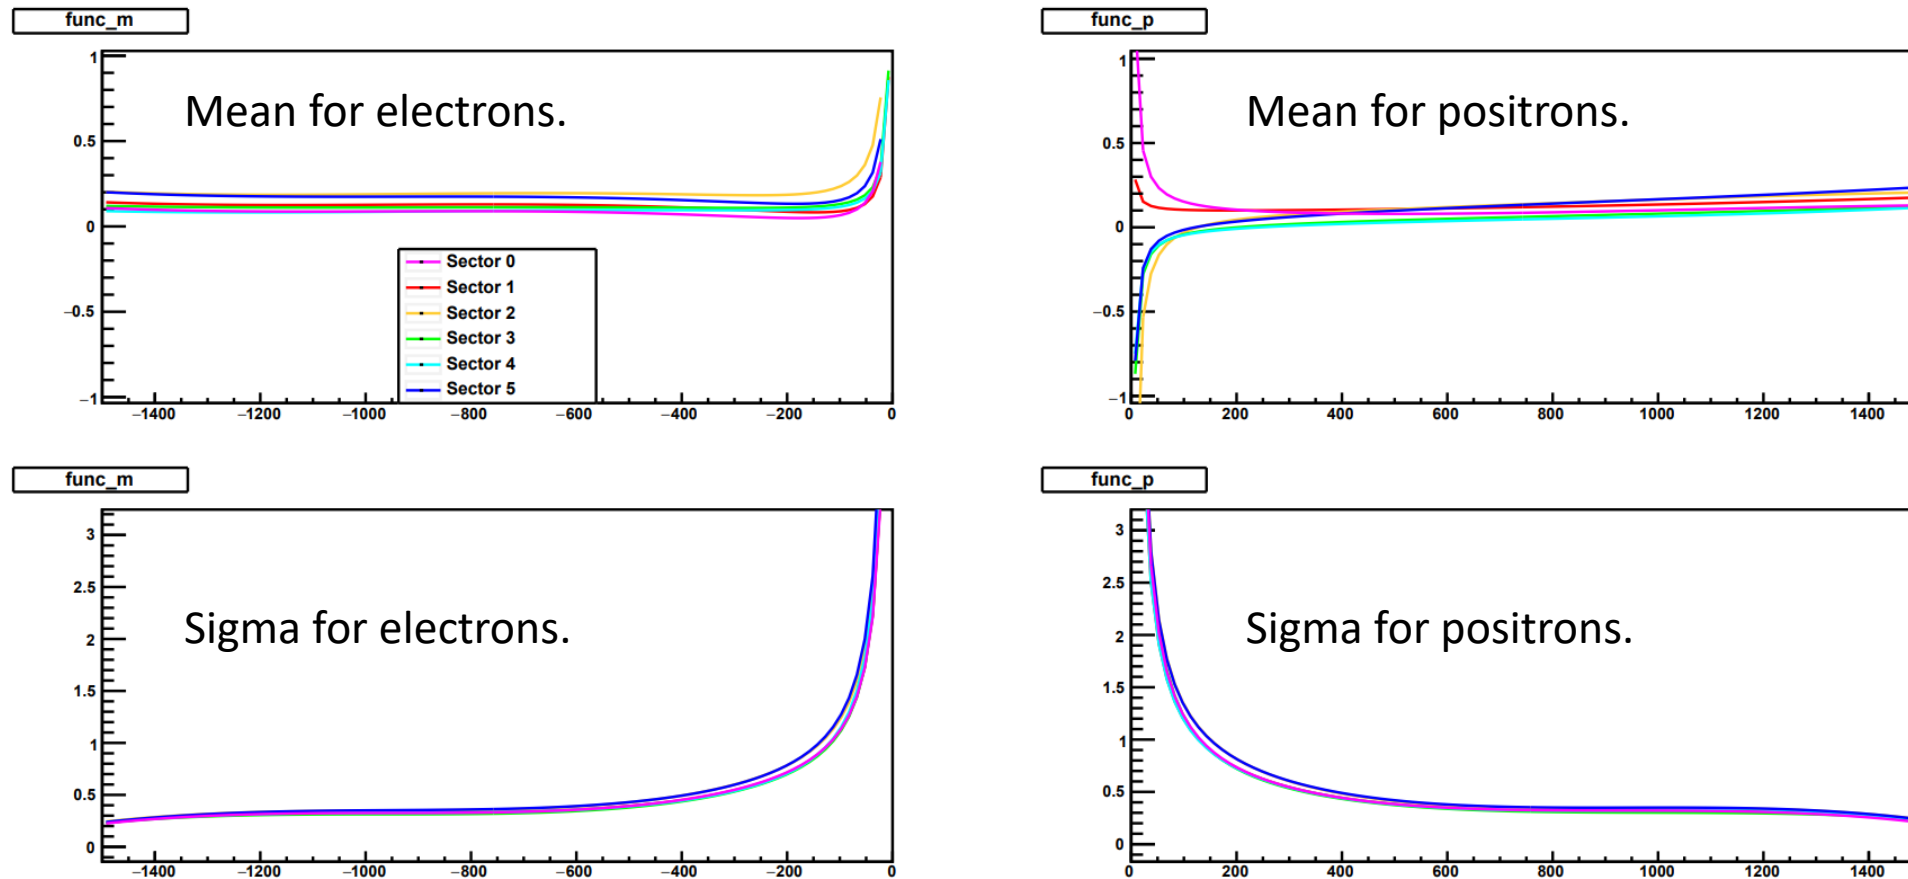 func_m
func_p
Mean for electrons.
Mean for positrons.
1
0.5
0
−0.5
−1
−1400 −1200 −1000 −800 −600 −400 −200 0
Sector 0
Sector 1
Sector 2
Sector 3
Sector 4
Sector 5
1
0.5
0
−0.5
−1
0 200 400 600 800 1000 1200 1400
func_m
func_p
Sigma for electrons.
Sigma for positrons.
3
2.5
2
1.5
1
0.5
0
−1400 −1200 −1000 −800 −600 −400 −200 0
3
2.5
2
1.5
1
0.5
0
0 200 400 600 800 1000 1200 1400